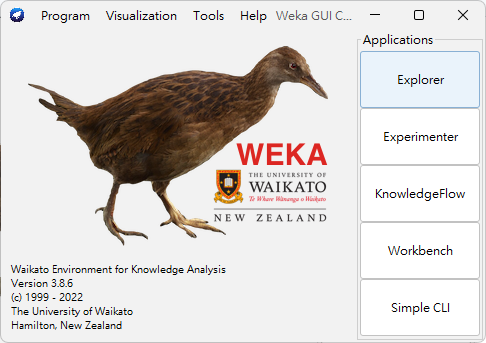 Program Visualization Tools Help Weka GUI C...
Applications
Explorer
Experimenter
KnowledgeFlow
Workbench
Simple CLI
WEKA
THE UNIVERSITY OF
WAIKATO
Te Whare Wānanga o Waikato
NEW ZEALAND
Waikato Environment for Knowledge Analysis
Version 3.8.6
(c) 1999 - 2022
The University of Waikato
Hamilton, New Zealand